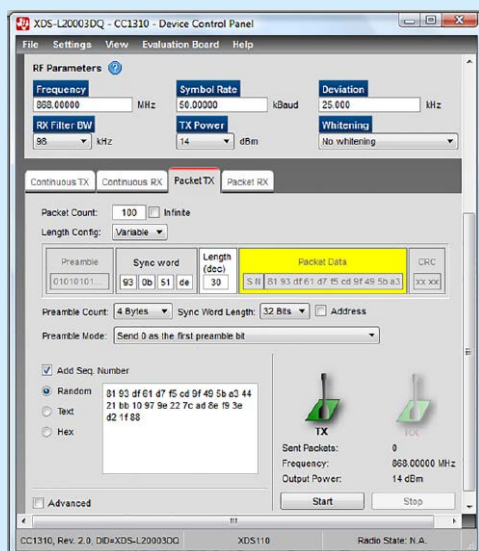 XDS-L20003DQ - CC1310 - Device Control Panel
File Settings View Evaluation Board Help
RF Parameters
Frequency Symbol Rate Deviation
868.00000 MHz 50.00000 kBaud 25.000 kHz
RX Filter BW TX Power Whitening
98 kHz 14 dBm No whitening
Continuous TX Continuous RX Packet TX Packet RX
Packet Count: 100 Infinite
Length Config: Variable
Preamble Sync word Length (dec) Packet Data CRC
01010101... 93 0b 51 de 30 S N 81 93 df 61 d7 f5 cd 9f 49 5b a3 xx xx
Preamble Count: 4 Bytes Sync Word Length: 32 Bits Address
Preamble Mode: Send 0 as the first preamble bit
Add Seq. Number
Random 81 93 df 61 d7 f5 cd 9f 49 5b a3 44
Text 21 bb 10 97 9e 22 7c ad 8e f9 3e
Hex d2 1f 88
TX TX
Sent Packets: 0
Frequency: 868.00000 MHz
Output Power: 14 dBm
Advanced Start Stop
CC1310, Rev. 2.0, DID=XDS-L20003DQ XDS110 Radio State: N.A.